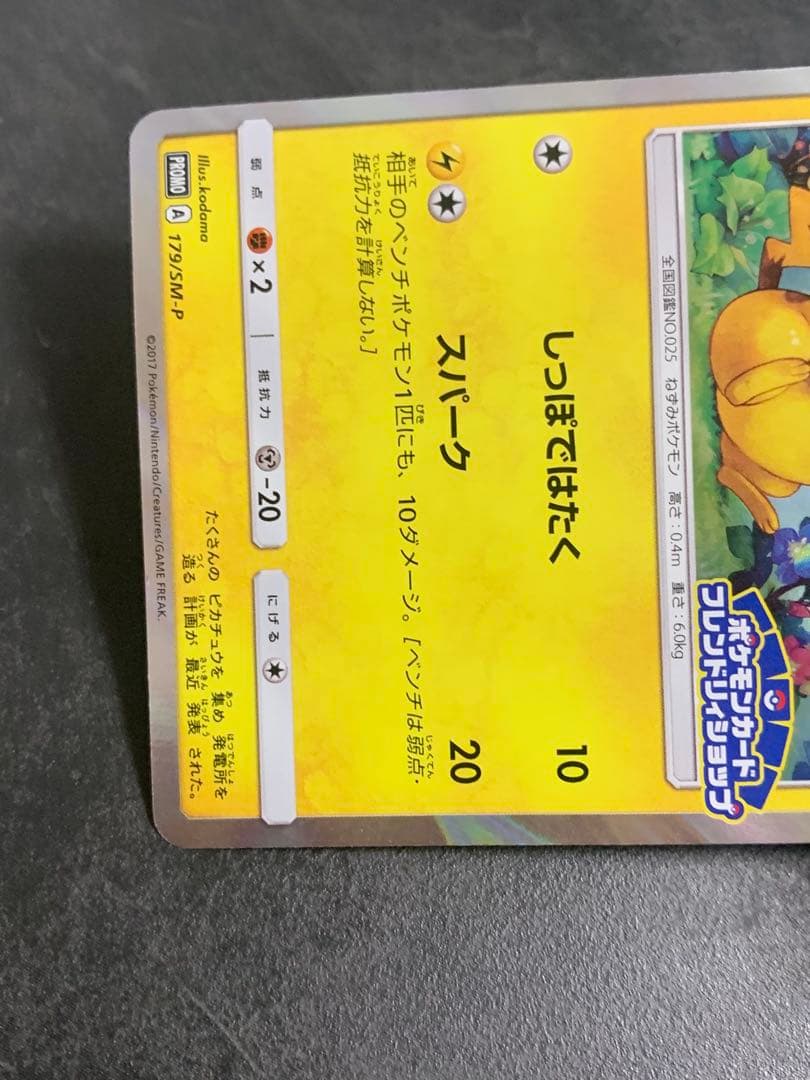 ポケモンカード
フレンドリィショップ
全国図鑑NO.025 ねずみポケモン 高さ:0.4m 重さ:6.0kg
しっぽではたく 10
スパーク 20
相手のベンチポケモン1匹にも、10ダメージ。[ベンチは弱点・
抵抗力を計算しない。]
弱点 ×2 抵抗力 -20 にげる
Illus.kodama
PROMO A 179/SM-P
たくさんの ピカチュウを 集め 発電所を
造る 計画が 最近 発表 された。
©2017 Pokémon/Nintendo/Creatures/GAME FREAK.